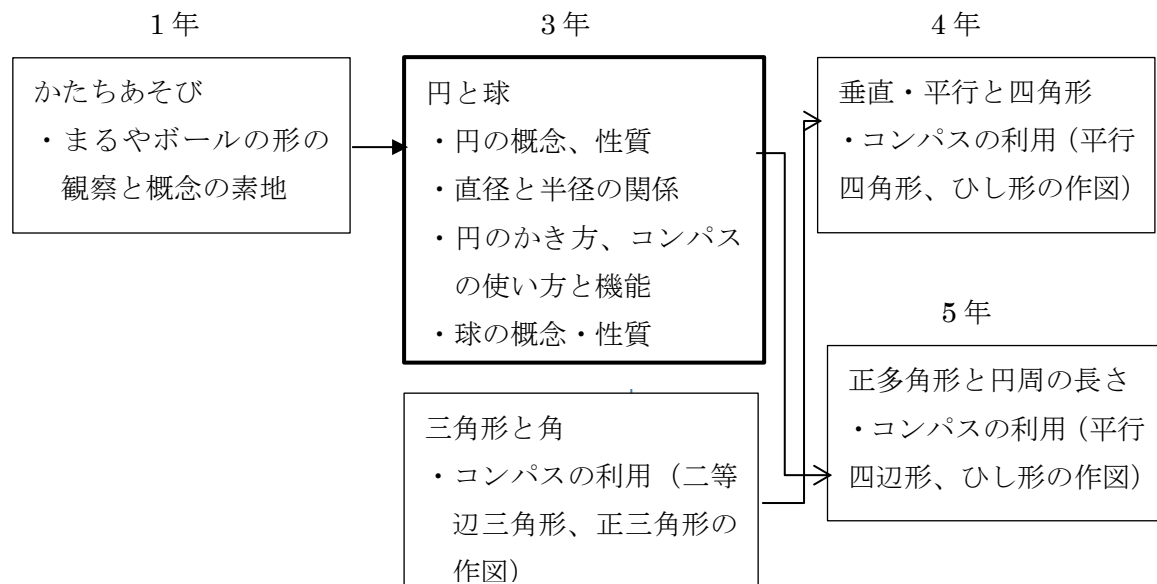 1年
かたちあそび
・まるやボールの形の
観察と概念の素地
3年
円と球
・円の概念、性質
・直径と半径の関係
・円のかき方、コンパス
の使い方と機能
・球の概念・性質
三角形と角
・コンパスの利用（二等
辺三角形、正三角形の
作図）
4年
垂直・平行と四角形
・コンパスの利用（平行
四角形、ひし形の作図）
5年
正多角形と円周の長さ
・コンパスの利用（平行
四辺形、ひし形の作図）